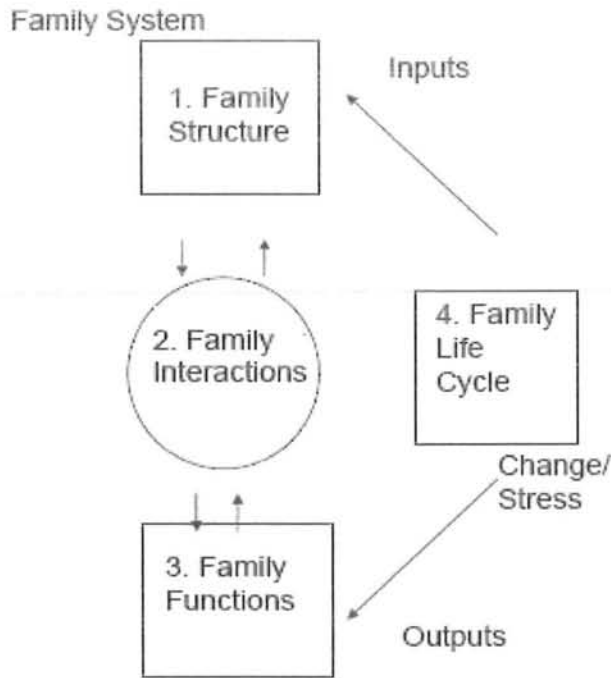 Family System
1. Family
Structure
Inputs
2. Family
Interactions
4. Family
Life
Cycle
Change/
Stress
3. Family
Functions
Outputs